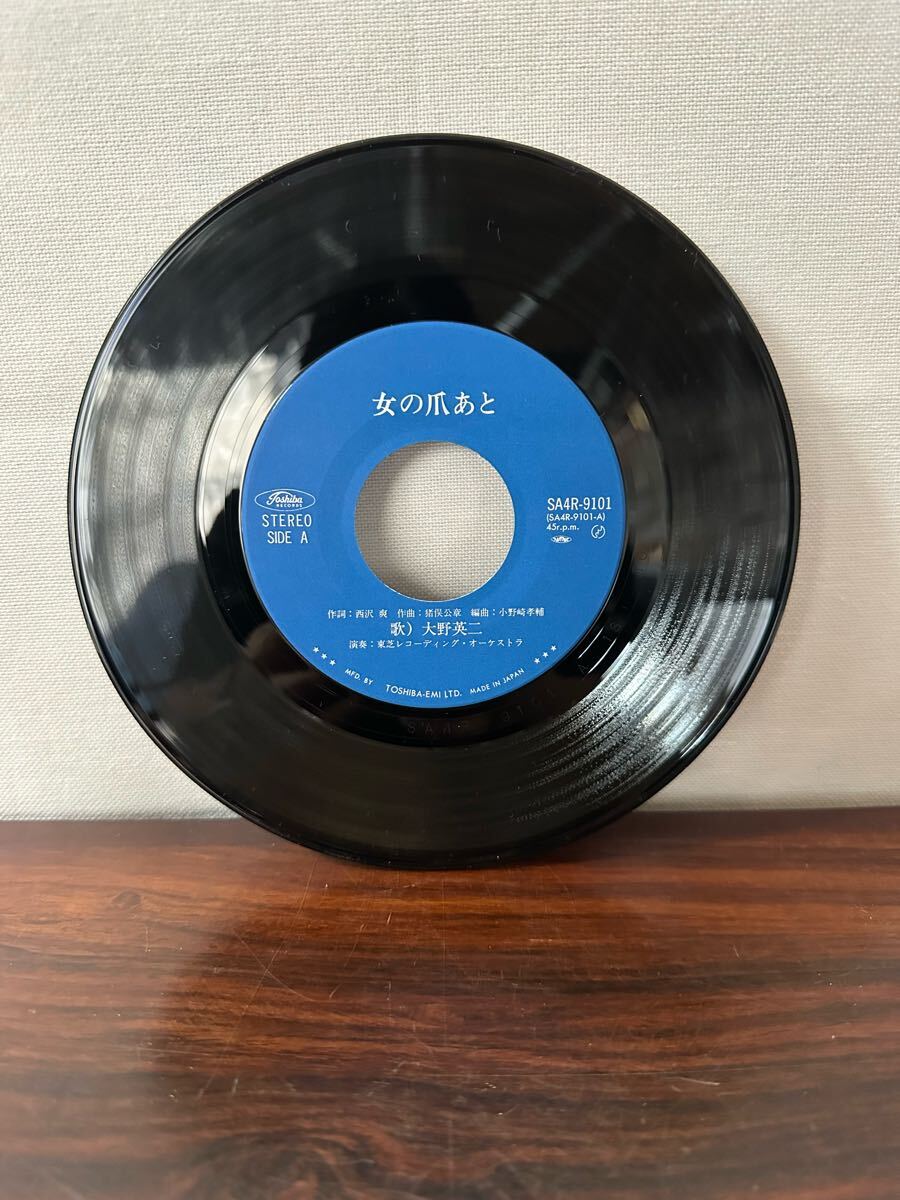 女の爪あと
Toshiba
RECORDS
STEREO
SIDE A
SA4R-9101
(SA4R-9101-A)
45r.p.m.
作詞：西沢 爽 作曲：猪俣公章 編曲：小野崎孝輔
歌）大野英二
演奏：東芝レコーディング・オーケストラ
★★★ MFD. BY TOSHIBA-EMI LTD. MADE IN JAPAN ★★★